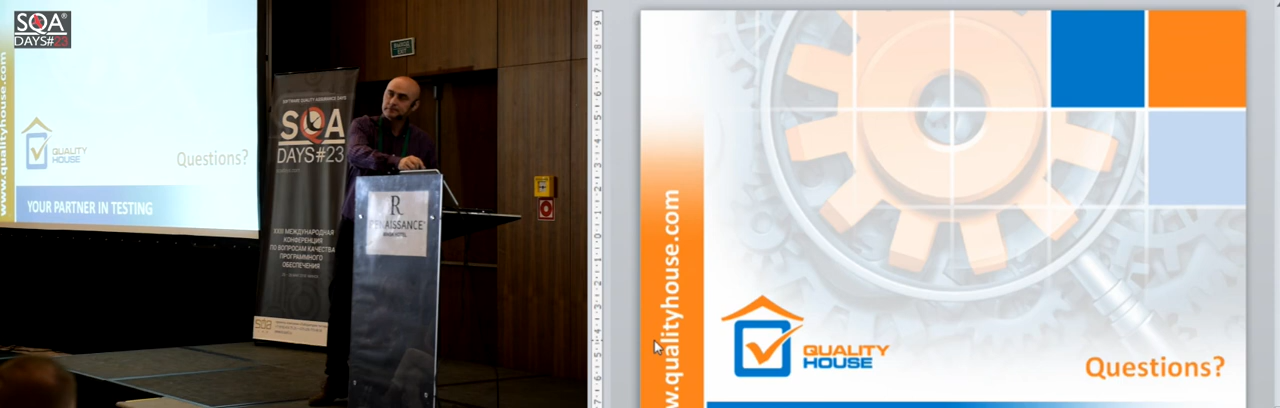 SQA
DAYS#23
www.qualityhouse.com
QUALITY
HOUSE
Questions?
YOUR PARTNER IN TESTING
SOFTWARE QUALITY ASSURANCE DAYS
SQA
DAYS#23
XXIII МЕЖДУНАРОДНАЯ
КОНФЕРЕНЦИЯ
ПО ВОПРОСАМ КАЧЕСТВА
ПРОГРАММНОГО
ОБЕСПЕЧЕНИЯ
R
RENAISSANCE
w.qualityhouse.com
QUALITY
HOUSE
Questions?